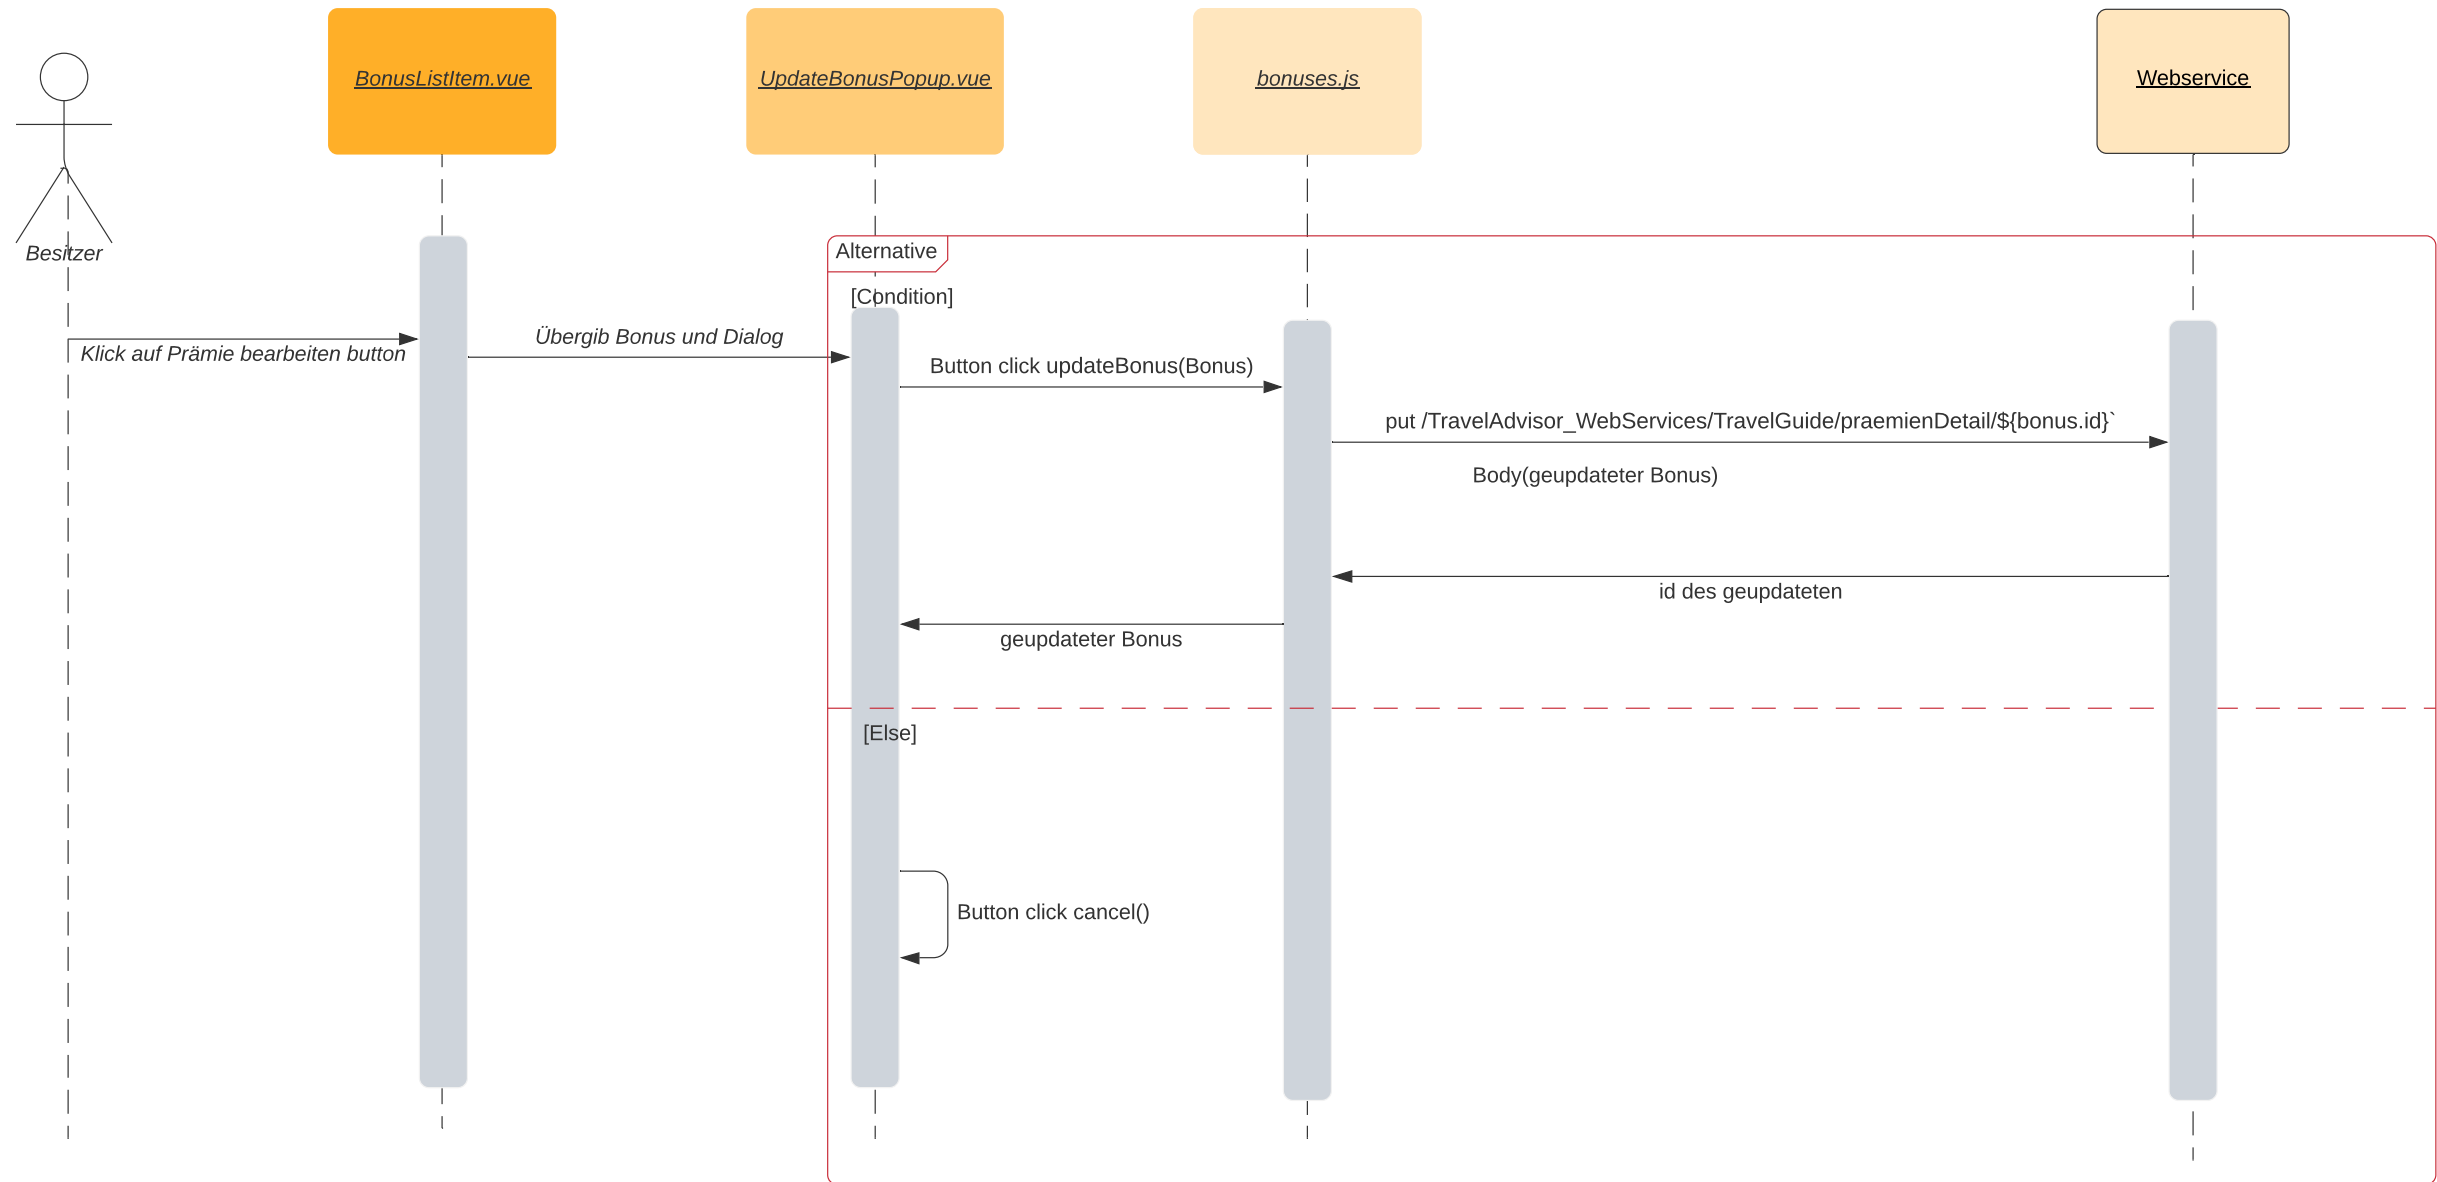 BonusListItem.vue
UpdateBonusPopup.vue
bonuses.js
Webservice
Besitzer
Alternative
[Condition]
Klick auf Prämie bearbeiten button
Übergib Bonus und Dialog
Button click updateBonus(Bonus)
put /TravelAdvisor_WebServices/TravelGuide/praemienDetail/${bonus.id}`
Body(geupdateter Bonus)
id des geupdateten
geupdateter Bonus
[Else]
Button click cancel()